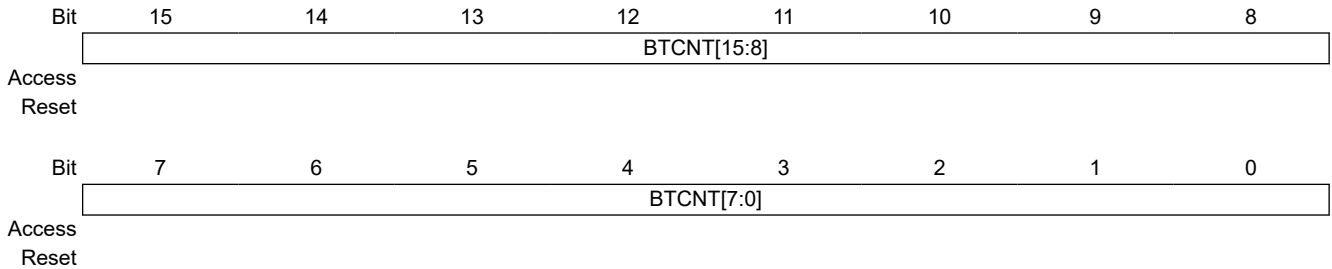 Bit 15 14 13 12 11 10 9 8
BTCNT[15:8]
Access
Reset
Bit 7 6 5 4 3 2 1 0
BTCNT[7:0]
Access
Reset